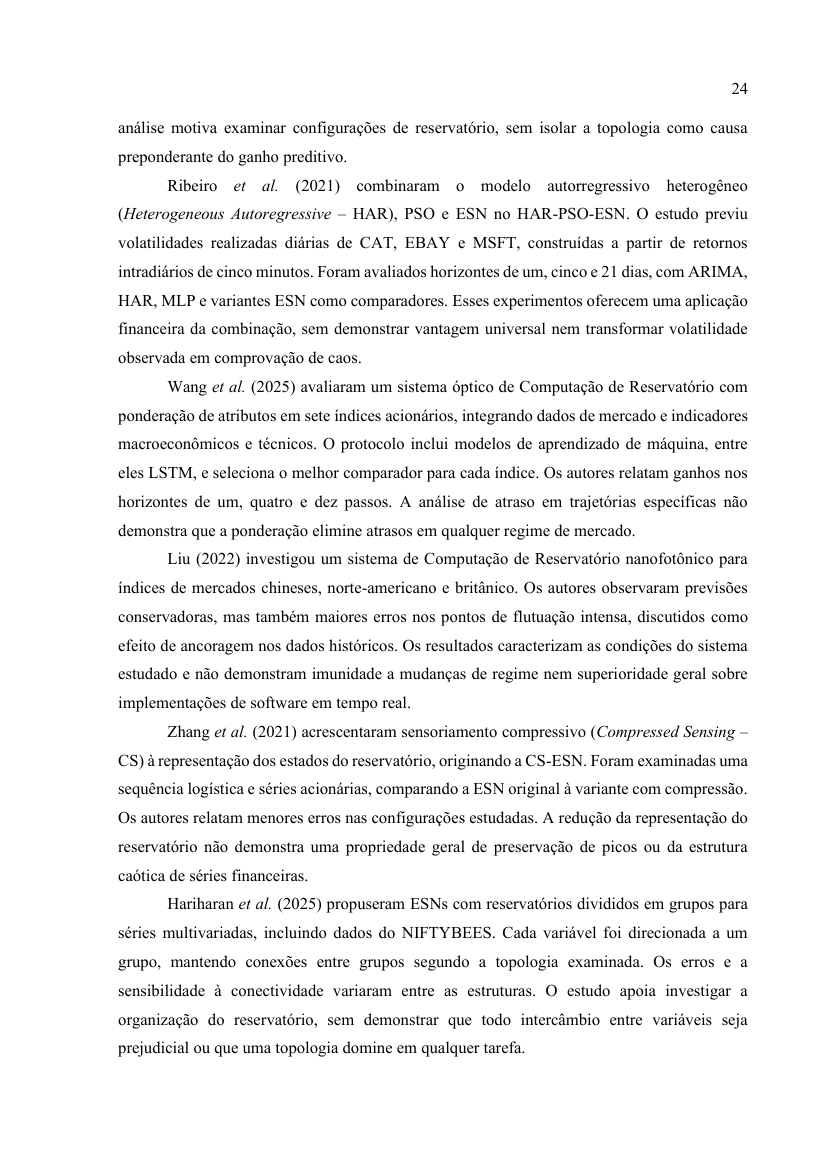 24
análise motiva examinar configurações de reservatório, sem isolar a topologia como causa
preponderante do ganho preditivo.
Ribeiro et al. (2021) combinaram o modelo autorregressivo heterogêneo
(Heterogeneous Autoregressive – HAR), PSO e ESN no HAR-PSO-ESN. O estudo previu
volatilidades realizadas diárias de CAT, EBAY e MSFT, construídas a partir de retornos
intradiários de cinco minutos. Foram avaliados horizontes de um, cinco e 21 dias, com ARIMA,
HAR, MLP e variantes ESN como comparadores. Esses experimentos oferecem uma aplicação
financeira da combinação, sem demonstrar vantagem universal nem transformar volatilidade
observada em comprovação de caos.
Wang et al. (2025) avaliaram um sistema óptico de Computação de Reservatório com
ponderação de atributos em sete índices acionários, integrando dados de mercado e indicadores
macroeconômicos e técnicos. O protocolo inclui modelos de aprendizado de máquina, entre
eles LSTM, e seleciona o melhor comparador para cada índice. Os autores relatam ganhos nos
horizontes de um, quatro e dez passos. A análise de atraso em trajetórias específicas não
demonstra que a ponderação elimine atrasos em qualquer regime de mercado.
Liu (2022) investigou um sistema de Computação de Reservatório nanofotônico para
índices de mercados chineses, norte-americano e britânico. Os autores observaram previsões
conservadoras, mas também maiores erros nos pontos de flutuação intensa, discutidos como
efeito de ancoragem nos dados históricos. Os resultados caracterizam as condições do sistema
estudado e não demonstram imunidade a mudanças de regime nem superioridade geral sobre
implementações de software em tempo real.
Zhang et al. (2021) acrescentaram sensoriamento compressivo (Compressed Sensing –
CS) à representação dos estados do reservatório, originando a CS-ESN. Foram examinadas uma
sequência logística e séries acionárias, comparando a ESN original à variante com compressão.
Os autores relatam menores erros nas configurações estudadas. A redução da representação do
reservatório não demonstra uma propriedade geral de preservação de picos ou da estrutura
caótica de séries financeiras.
Hariharan et al. (2025) propuseram ESNs com reservatórios divididos em grupos para
séries multivariadas, incluindo dados do NIFTYBEES. Cada variável foi direcionada a um
grupo, mantendo conexões entre grupos segundo a topologia examinada. Os erros e a
sensibilidade à conectividade variaram entre as estruturas. O estudo apoia investigar a
organização do reservatório, sem demonstrar que todo intercâmbio entre variáveis seja
prejudicial ou que uma topologia domine em qualquer tarefa.